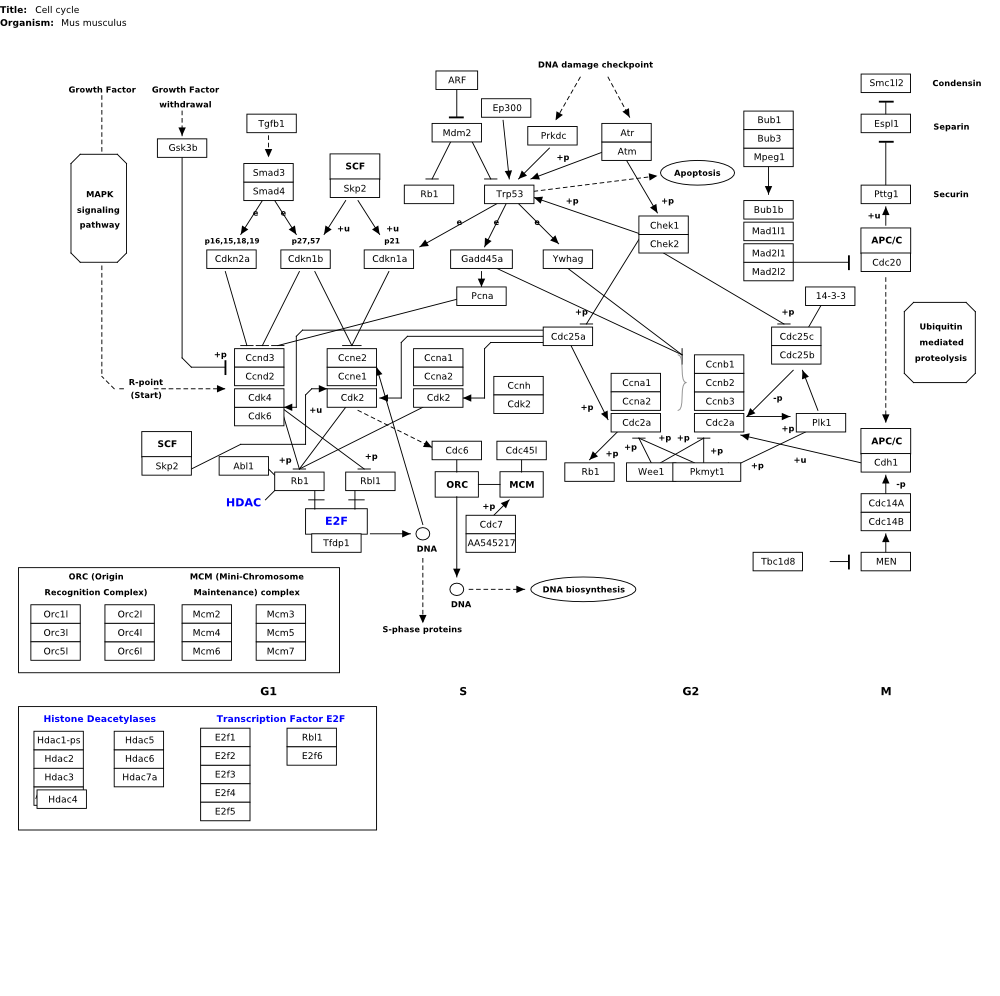 Title: Cell cycle
Organism: Mus musculus
Growth Factor
Growth Factor
withdrawal
Gsk3b
MAPK
signaling
pathway
R-point
(Start)
+p
Tgfb1
Smad3
Smad4
e e
SCF
Skp2
+u +u
p16,15,18,19 p27,57 p21
Cdkn2a Cdkn1b Cdkn1a
ARF
Mdm2
Rb1
Ep300
Trp53
e e e
Gadd45a Ywhag
Pcna
DNA damage checkpoint
Prkdc
Atr
Atm
+p
Apoptosis
+p
+p
Chek1
Chek2
+p
+p
Bub1
Bub3
Mpeg1
Bub1b
Mad1l1
Mad2l1
Mad2l2
Smc1l2 Condensin
Espl1 Separin
Pttg1 Securin
+u
APC/C
Cdc20
14-3-3
Cdc25c
Cdc25b
Ubiquitin
mediated
proteolysis
Cdc25a
Ccnd3
Ccnd2
Cdk4
Cdk6
Ccne2
Ccne1
Cdk2
Ccna1
Ccna2
Cdk2
Ccnh
Cdk2
+u
Ccna1
Ccna2
Cdc2a
Ccnb1
Ccnb2
Ccnb3
Cdc2a
-p
+p
Plk1
+p
+p +p +p
+p
+p
+u
Rb1
Wee1 Pkmyt1
SCF
Skp2
Abl1
+p +p
Rb1 Rbl1
HDAC
E2F
Tfdp1
DNA
S-phase proteins
Cdc6 Cdc45l
ORC MCM
+p
Cdc7
AA545217
DNA
DNA biosynthesis
APC/C
Cdh1
-p
Cdc14A
Cdc14B
Tbc1d8 MEN
ORC (Origin
Recognition Complex)
MCM (Mini-Chromosome
Maintenance) complex
Orc1l Orc2l Mcm2 Mcm3
Orc3l Orc4l Mcm4 Mcm5
Orc5l Orc6l Mcm6 Mcm7
G1 S G2 M
Histone Deacetylases
Hdac1-ps Hdac5
Hdac2 Hdac6
Hdac3 Hdac7a
Hdac4
Transcription Factor E2F
E2f1 Rbl1
E2f2 E2f6
E2f3
E2f4
E2f5